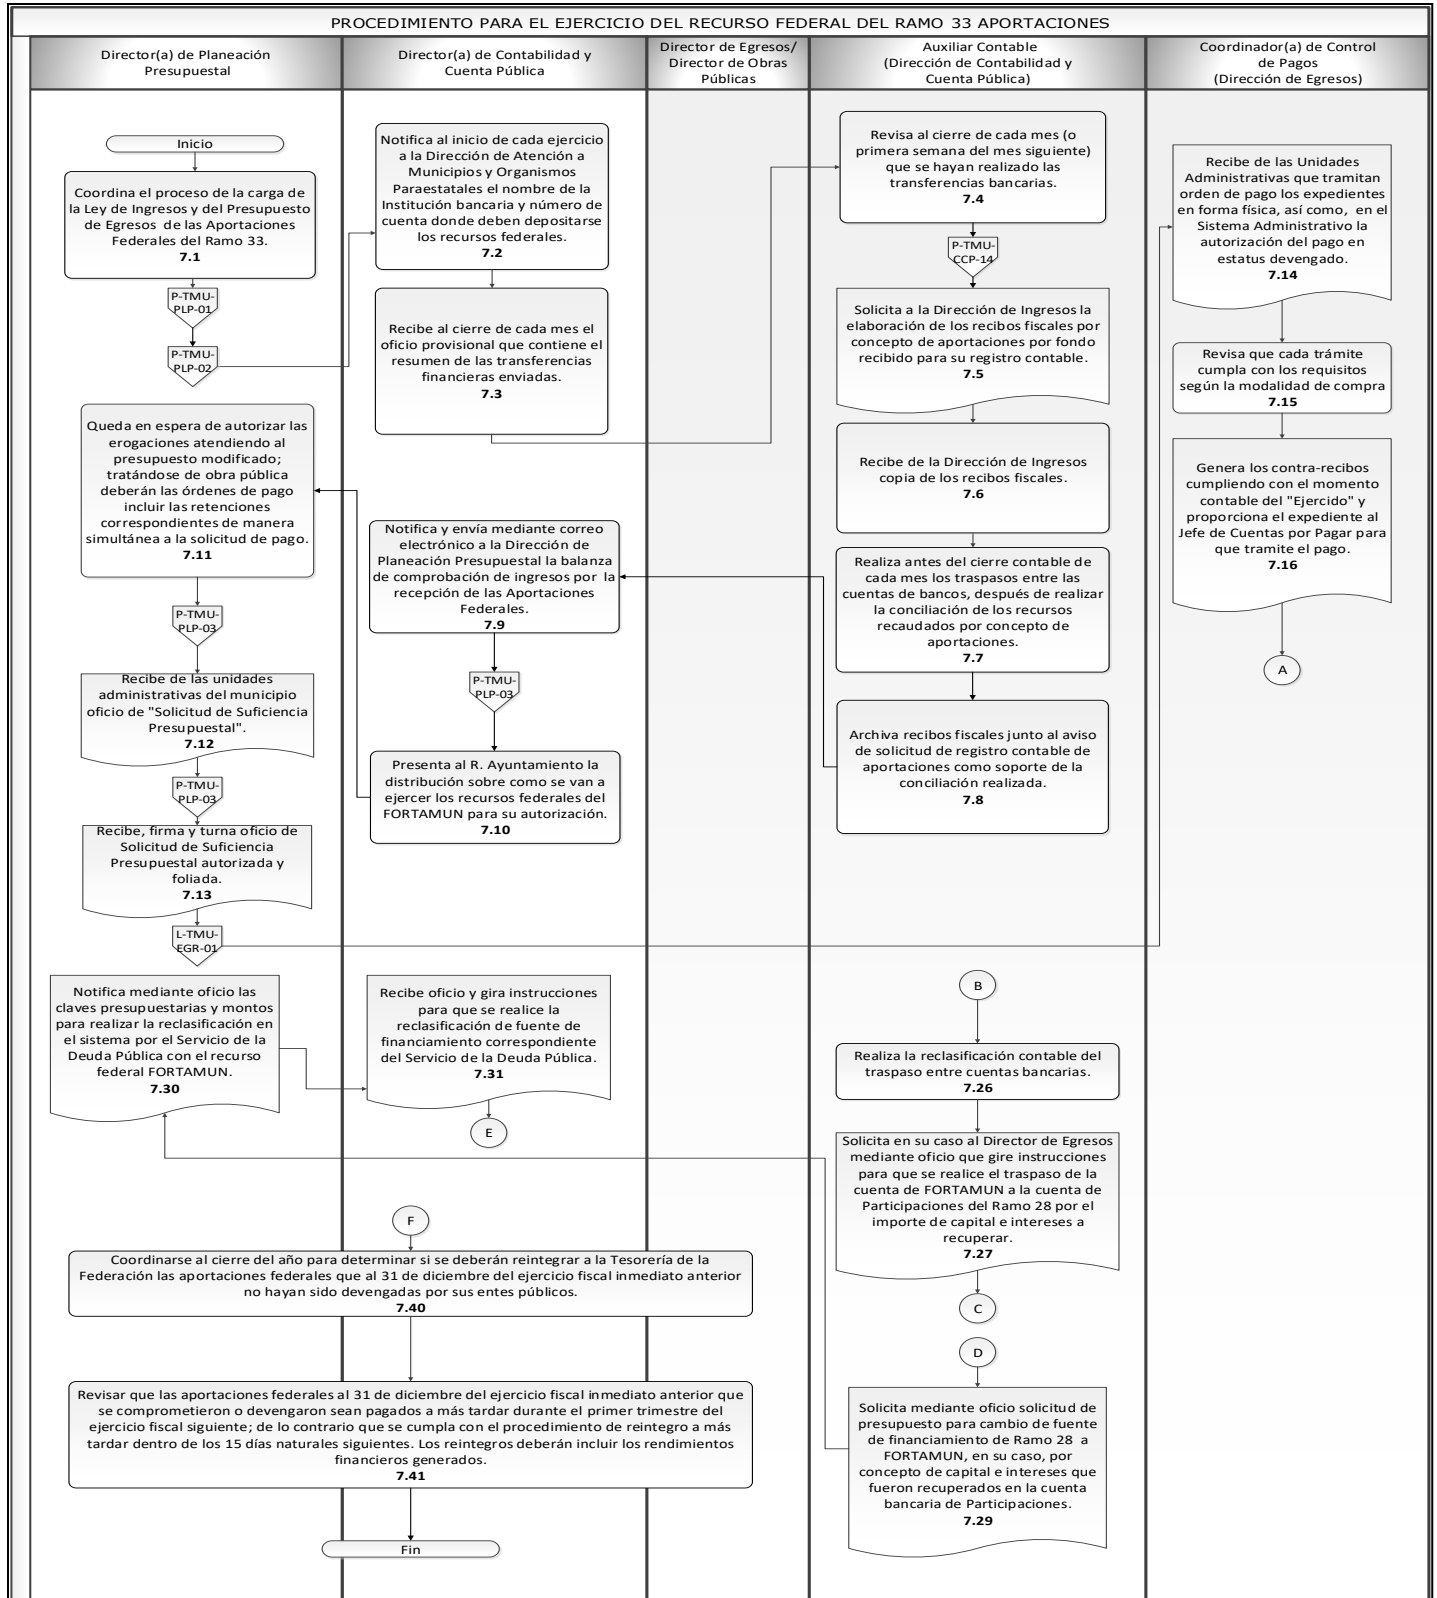 PROCEDIMIENTO PARA EL EJERCICIO DEL RECURSO FEDERAL DEL RAMO 33 APORTACIONES
Director(a) de Planeación
Presupuestal
Director(a) de Contabilidad y
Cuenta Pública
Director de Egresos/
Director de Obras
Públicas
Auxiliar Contable
(Dirección de Contabilidad y
Cuenta Pública)
Coordinador(a) de Control
de Pagos
(Dirección de Egresos)
Inicio
Coordina el proceso de la carga de
la Ley de Ingresos y del Presupuesto
de Egresos de las Aportaciones
Federales del Ramo 33.
7.1
P-TMU-
PLP-01
P-TMU-
PLP-02
Notifica al inicio de cada ejercicio
a la Dirección de Atención a
Municipios y Organismos
Paraestatales el nombre de la
Institución bancaria y número de
cuenta donde deben depositarse
los recursos federales.
7.2
Recibe al cierre de cada mes el
oficio provisional que contiene el
resumen de las transferencias
financieras enviadas.
7.3
Revisa al cierre de cada mes (o
primera semana del mes siguiente)
que se hayan realizado las
transferencias bancarias.
7.4
P-TMU-
CCP-14
Solicita a la Dirección de Ingresos la
elaboración de los recibos fiscales por
concepto de aportaciones por fondo
recibido para su registro contable.
7.5
Recibe de la Dirección de Ingresos
copia de los recibos fiscales.
7.6
Realiza antes del cierre contable de
cada mes los traspasos entre las
cuentas de bancos, después de realizar
la conciliación de los recursos
recaudados por concepto de
aportaciones.
7.7
Archiva recibos fiscales junto al aviso
de solicitud de registro contable de
aportaciones como soporte de la
conciliación realizada.
7.8
Notifica y envía mediante correo
electrónico a la Dirección de
Planeación Presupuestal la balanza
de comprobación de ingresos por la
recepción de las Aportaciones
Federales.
7.9
P-TMU-
PLP-03
Presenta al R. Ayuntamiento la
distribución sobre como se van a
ejercer los recursos federales del
FORTAMUN para su autorización.
7.10
Queda en espera de autorizar las
erogaciones atendiendo al
presupuesto modificado;
tratándose de obra pública
deberán las órdenes de pago
incluir las retenciones
correspondientes de manera
simultánea a la solicitud de pago.
7.11
P-TMU-
PLP-03
Recibe de las unidades
administrativas del municipio
oficio de "Solicitud de Suficiencia
Presupuestal".
7.12
P-TMU-
PLP-03
Recibe, firma y turna oficio de
Solicitud de Suficiencia
Presupuestal autorizada y
foliada.
7.13
L-TMU-
EGR-01
Recibe de las Unidades
Administrativas que tramitan
orden de pago los expedientes
en forma física, así como, en el
Sistema Administrativo la
autorización del pago en
estatus devengado.
7.14
Revisa que cada trámite
cumpla con los requisitos
según la modalidad de compra
7.15
Genera los contra-recibos
cumpliendo con el momento
contable del "Ejercido" y
proporciona el expediente al
Jefe de Cuentas por Pagar para
que tramite el pago.
7.16
A
B
Realiza la reclasificación contable del
traspaso entre cuentas bancarias.
7.26
Solicita en su caso al Director de Egresos
mediante oficio que gire instrucciones
para que se realice el traspaso de la
cuenta de FORTAMUN a la cuenta de
Participaciones del Ramo 28 por el
importe de capital e intereses a
recuperar.
7.27
C
D
Solicita mediante oficio solicitud de
presupuesto para cambio de fuente
de financiamiento de Ramo 28 a
FORTAMUN, en su caso, por
concepto de capital e intereses que
fueron recuperados en la cuenta
bancaria de Participaciones.
7.29
Notifica mediante oficio las
claves presupuestarias y montos
para realizar la reclasificación en
el sistema por el Servicio de la
Deuda Pública con el recurso
federal FORTAMUN.
7.30
Recibe oficio y gira instrucciones
para que se realice la
reclasificación de fuente de
financiamiento correspondiente
del Servicio de la Deuda Pública.
7.31
E
F
Coordinarse al cierre del año para determinar si se deberán reintegrar a la Tesorería de la
Federación las aportaciones federales que al 31 de diciembre del ejercicio fiscal inmediato anterior
no hayan sido devengadas por sus entes públicos.
7.40
Revisar que las aportaciones federales al 31 de diciembre del ejercicio fiscal inmediato anterior que
se comprometieron o devengaron sean pagados a más tardar durante el primer trimestre del
ejercicio fiscal siguiente; de lo contrario que se cumpla con el procedimiento de reintegro a más
tardar dentro de los 15 días naturales siguientes. Los reintegros deberán incluir los rendimientos
financieros generados.
7.41
Fin